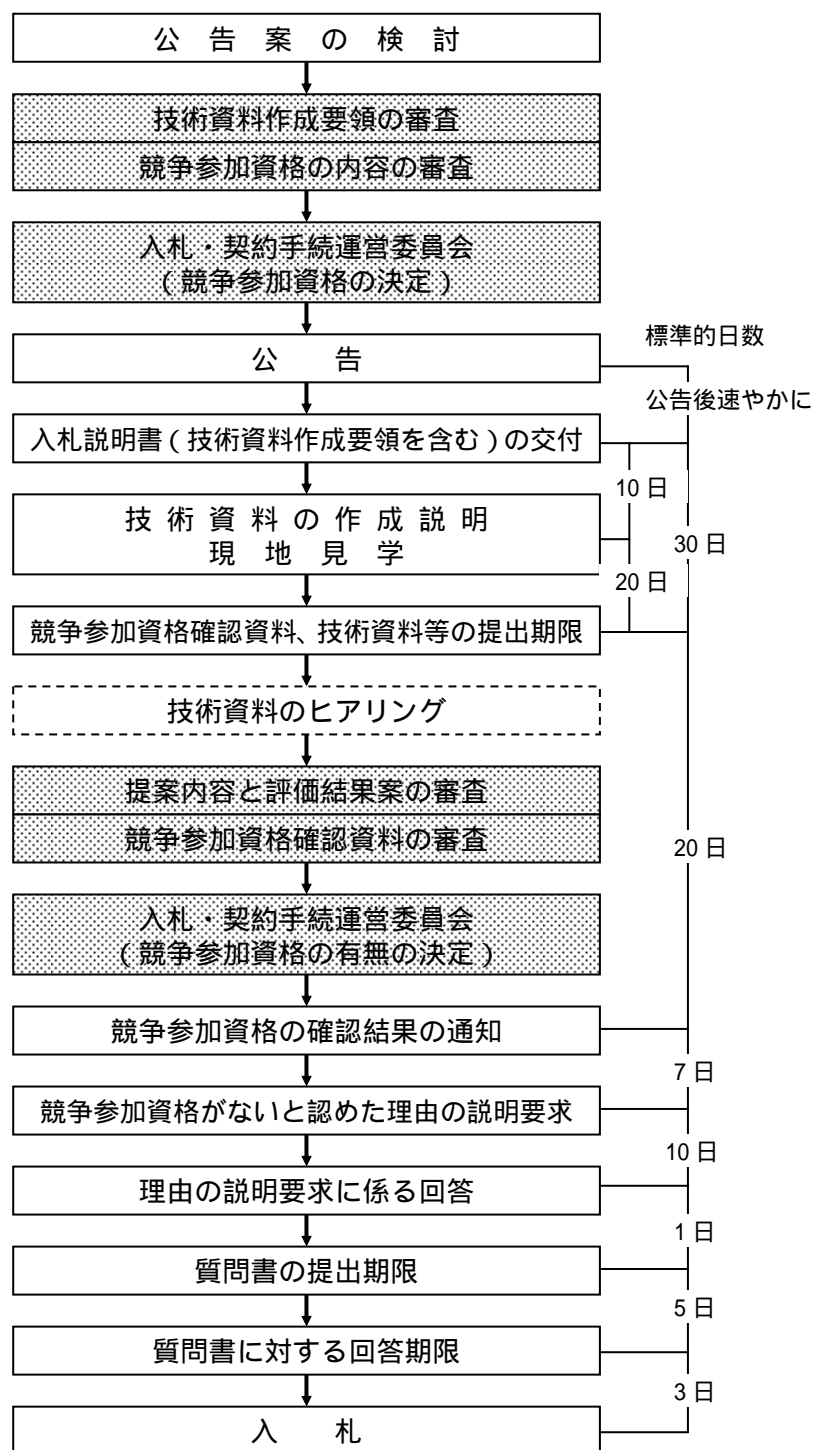 公告案の検討
技術資料作成要領の審査
競争参加資格の内容の審査
入札・契約手続運営委員会
(競争参加資格の決定)
標準的日数
公告
公告後速やかに
入札説明書(技術資料作成要領を含む)の交付
10日
技術資料の作成説明
現地見学
30日
20日
競争参加資格確認資料、技術資料等の提出期限
技術資料のヒアリング
提案内容と評価結果案の審査
競争参加資格確認資料の審査
20日
入札・契約手続運営委員会
(競争参加資格の有無の決定)
競争参加資格の確認結果の通知
7日
競争参加資格がないと認めた理由の説明要求
10日
理由の説明要求に係る回答
1日
質問書の提出期限
5日
質問書に対する回答期限
3日
入札